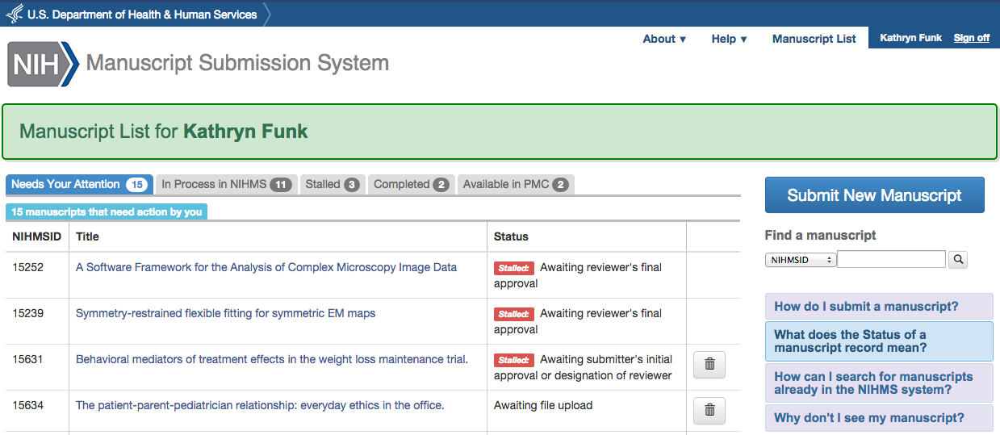 U.S. Department of Health & Human Services
About ▼ Help ▼ Manuscript List Kathryn Funk Sign off
NIH Manuscript Submission System
Manuscript List for Kathryn Funk
Needs Your Attention 15 In Process in NIHMS 11 Stalled 3 Completed 2 Available in PMC 2
15 manuscripts that need action by you
NIHMSID Title Status
15252 A Software Framework for the Analysis of Complex Microscopy Image Data Stalled: Awaiting reviewer's final
approval
15239 Symmetry-restrained flexible fitting for symmetric EM maps Stalled: Awaiting reviewer's final
approval
15631 Behavioral mediators of treatment effects in the weight loss maintenance trial. Stalled: Awaiting submitter's initial
approval or designation of reviewer
15634 The patient-parent-pediatrician relationship: everyday ethics in the office. Awaiting file upload
Submit New Manuscript
Find a manuscript
NIHMSID
How do I submit a manuscript?
What does the Status of a
manuscript record mean?
How can I search for manuscripts
already in the NIHMS system?
Why don't I see my manuscript?